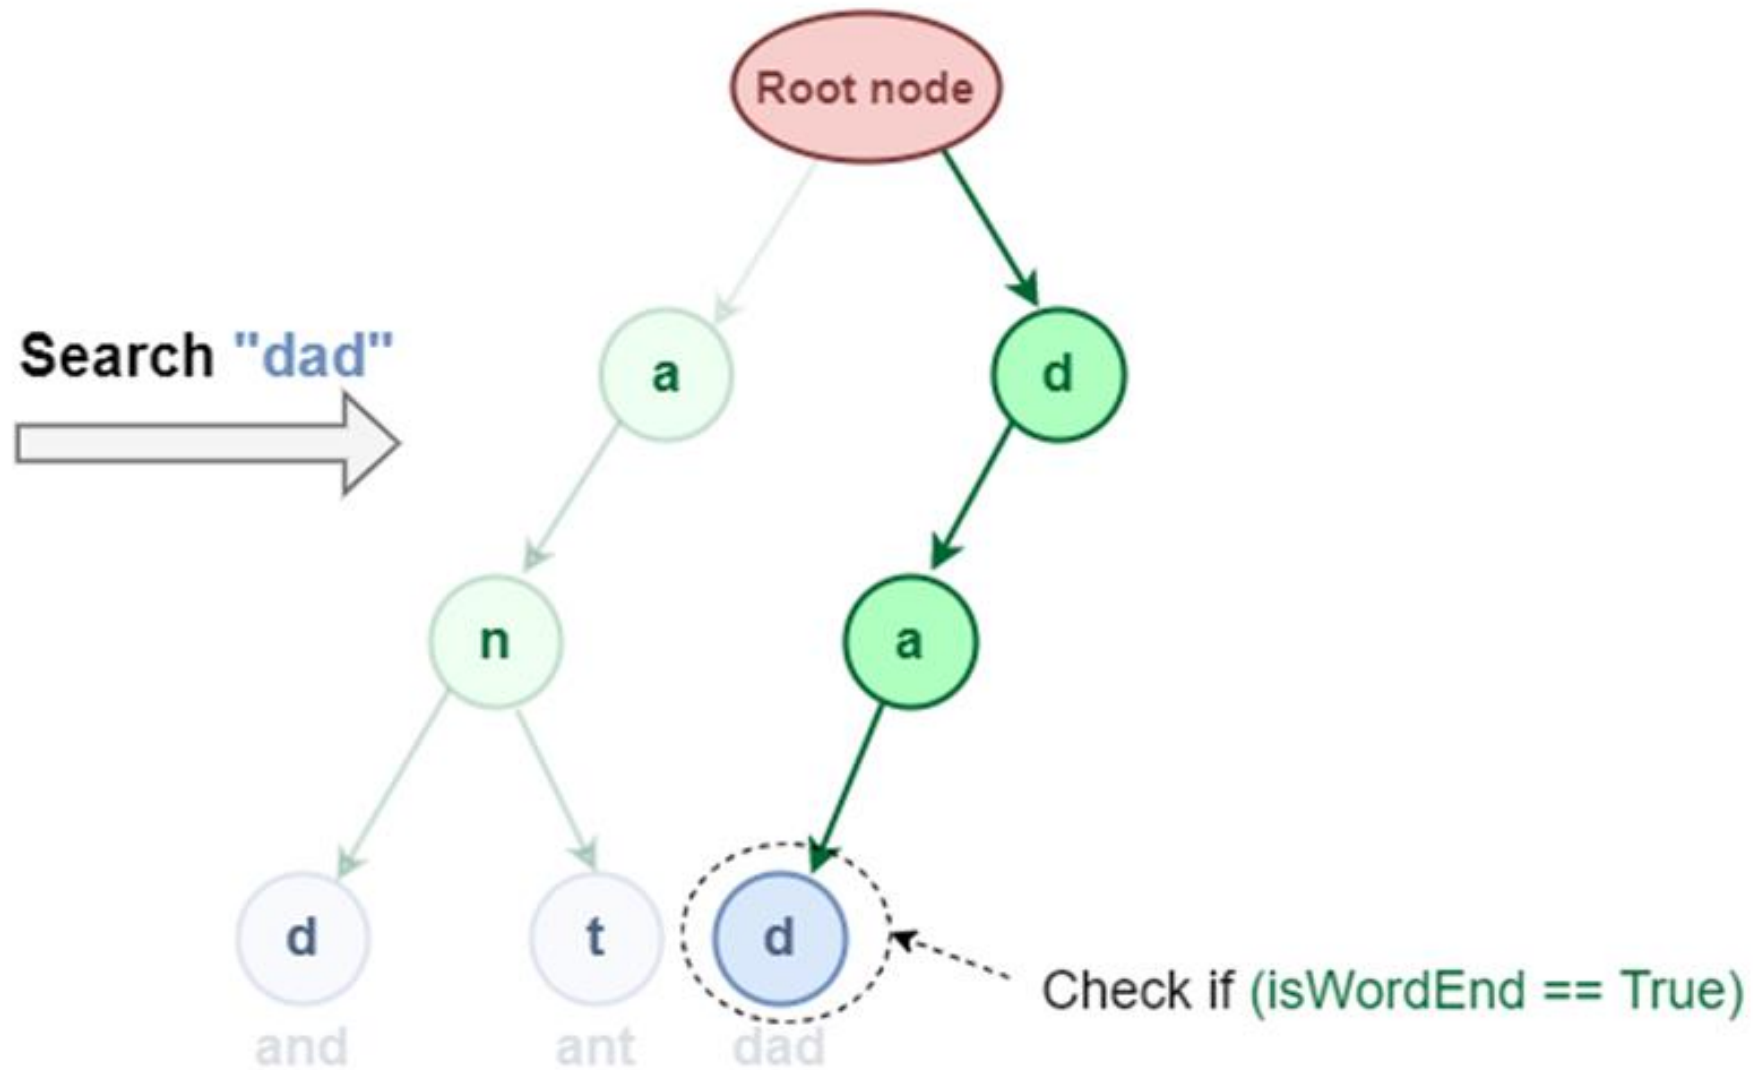 Root node
Search "dad"
a
d
n
a
d
t
d
Check if (isWordEnd == True)
and
ant
dad